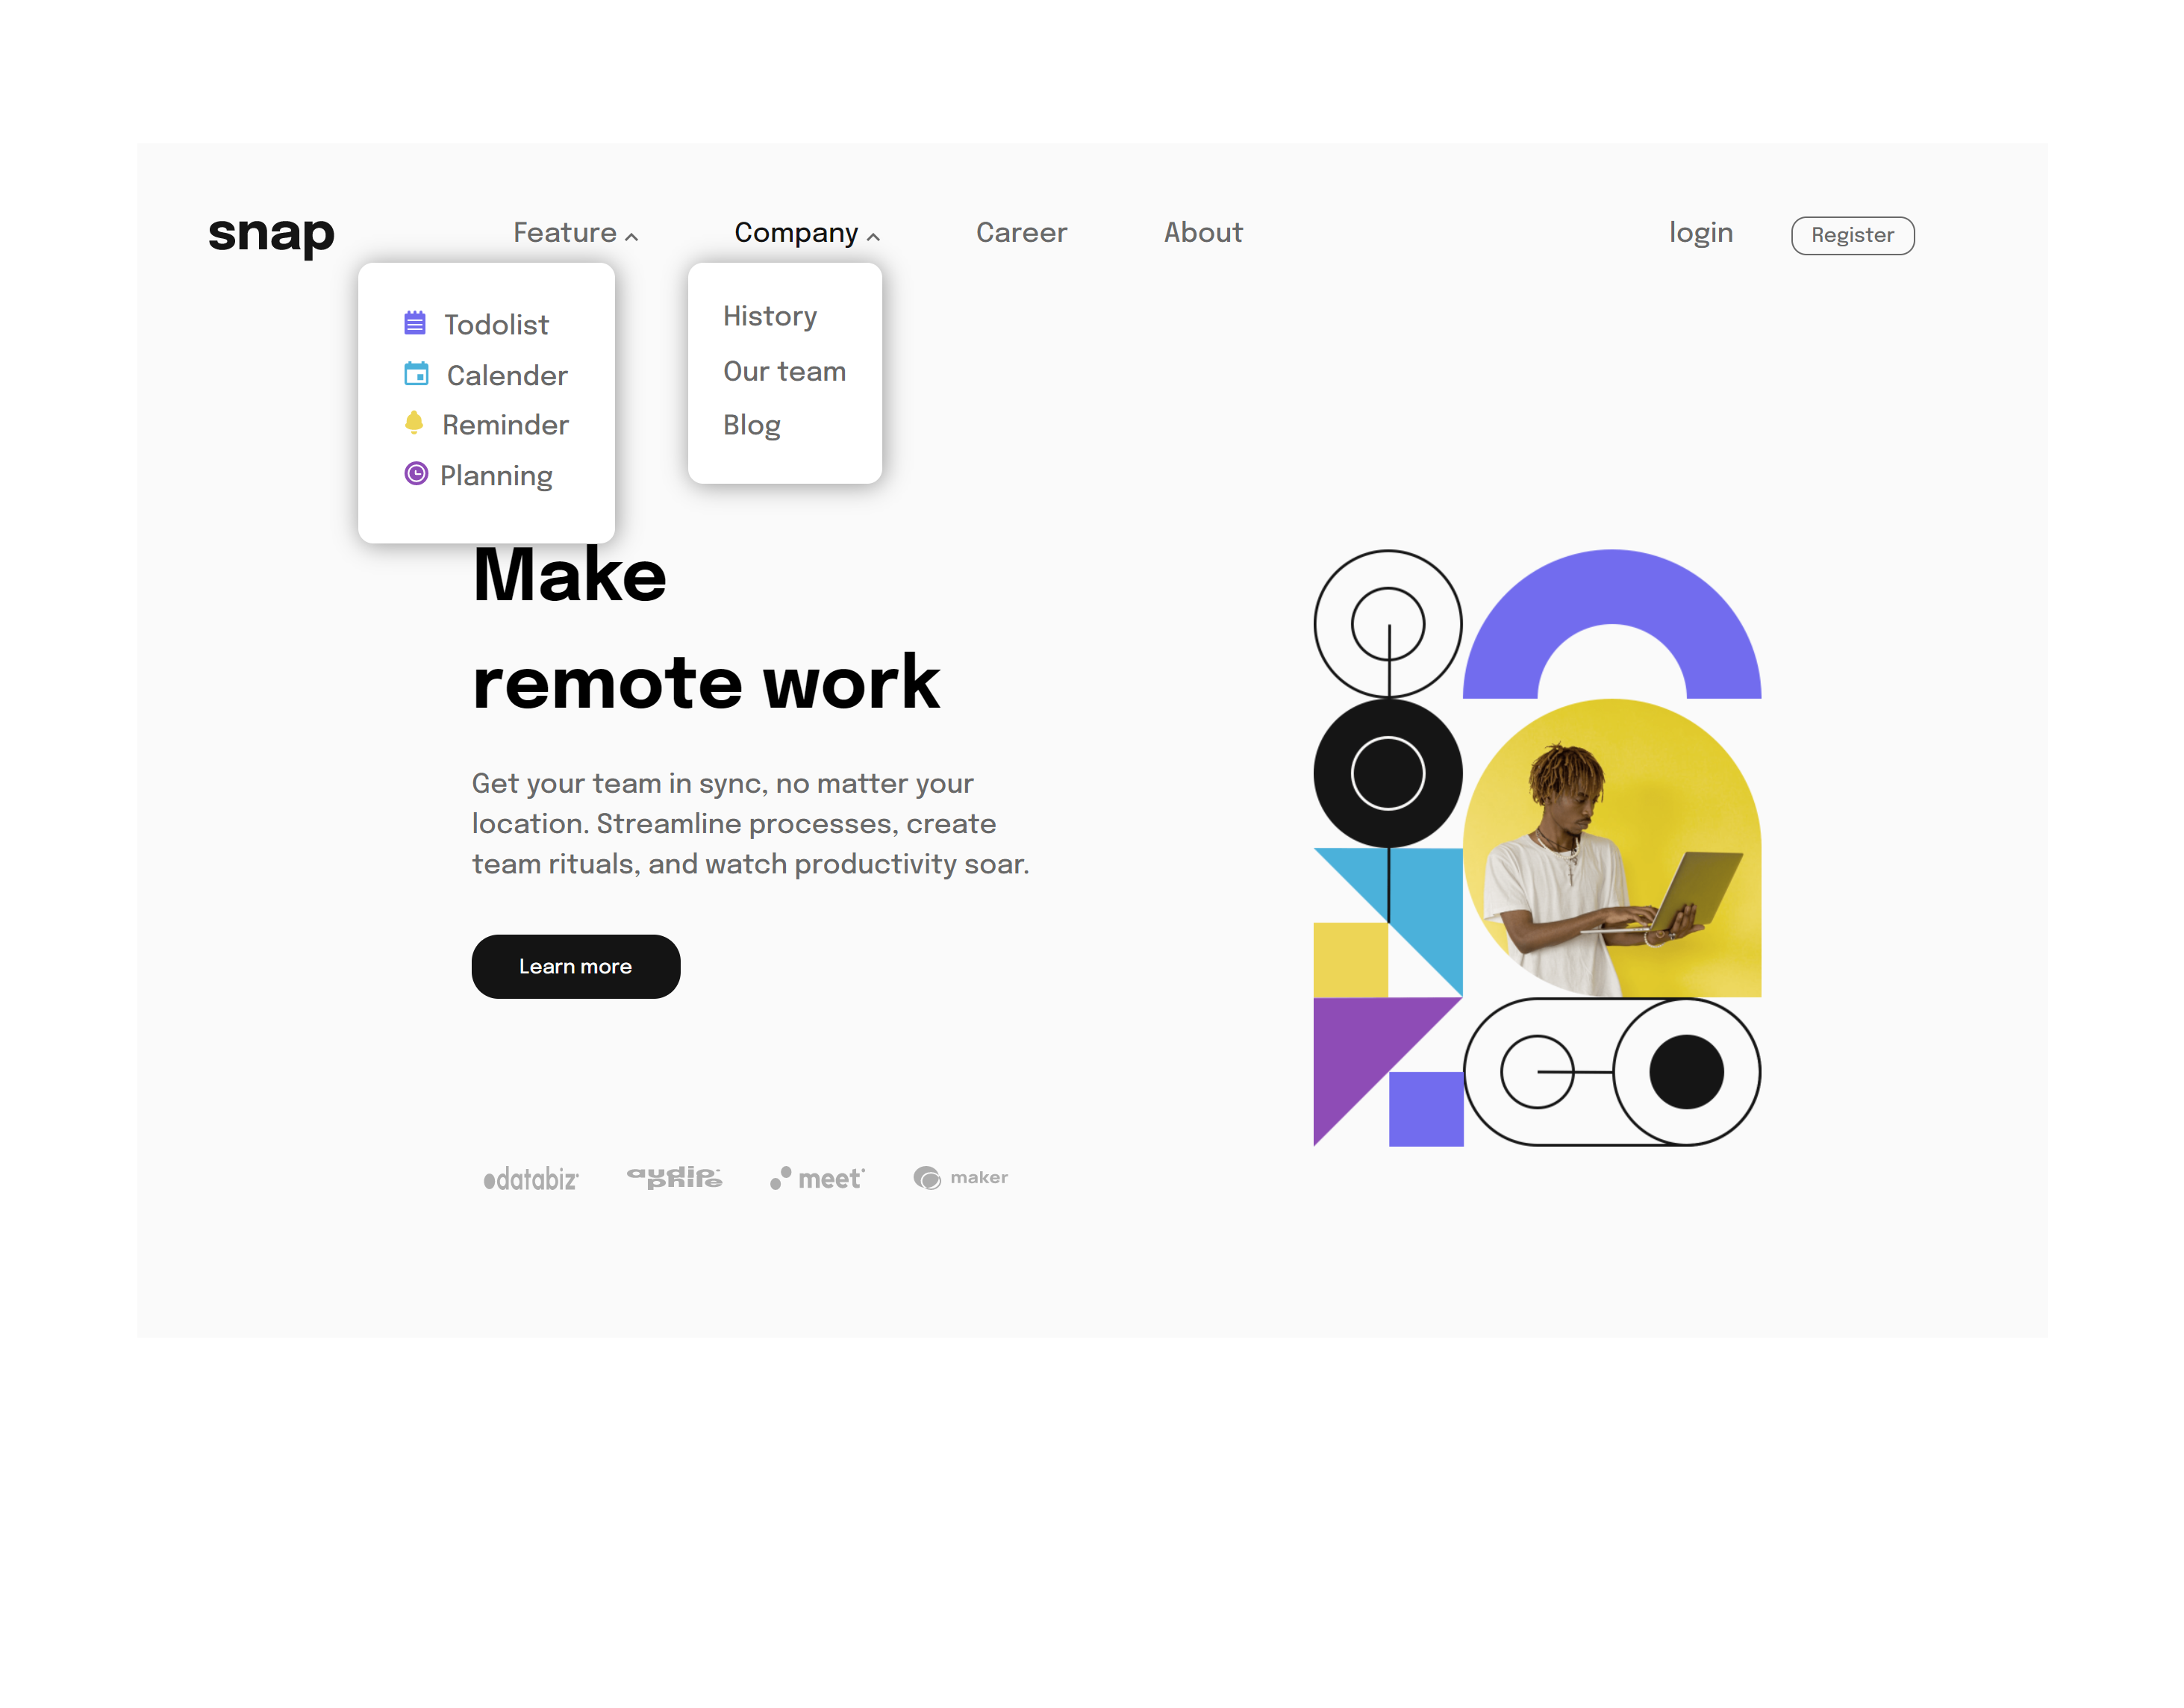 snap
Feature
Company
Career
About
login
Register
Todolist
Calender
Reminder
Planning
History
Our team
Blog
Make
remote work
Get your team in sync, no matter your
location. Streamline processes, create
team rituals, and watch productivity soar.
Learn more
databiz
audiophile
meet
maker